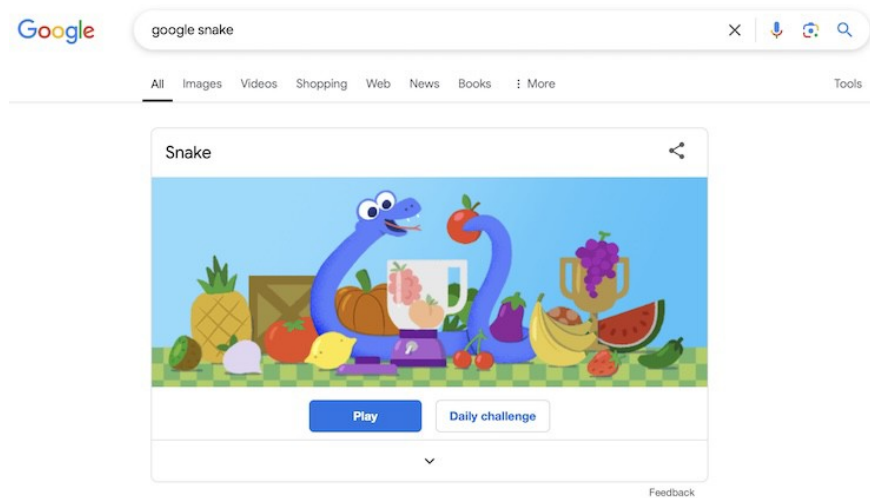 Google google snake
All Images Videos Shopping Web News Books More Tools
Snake
Play Daily challenge
Feedback